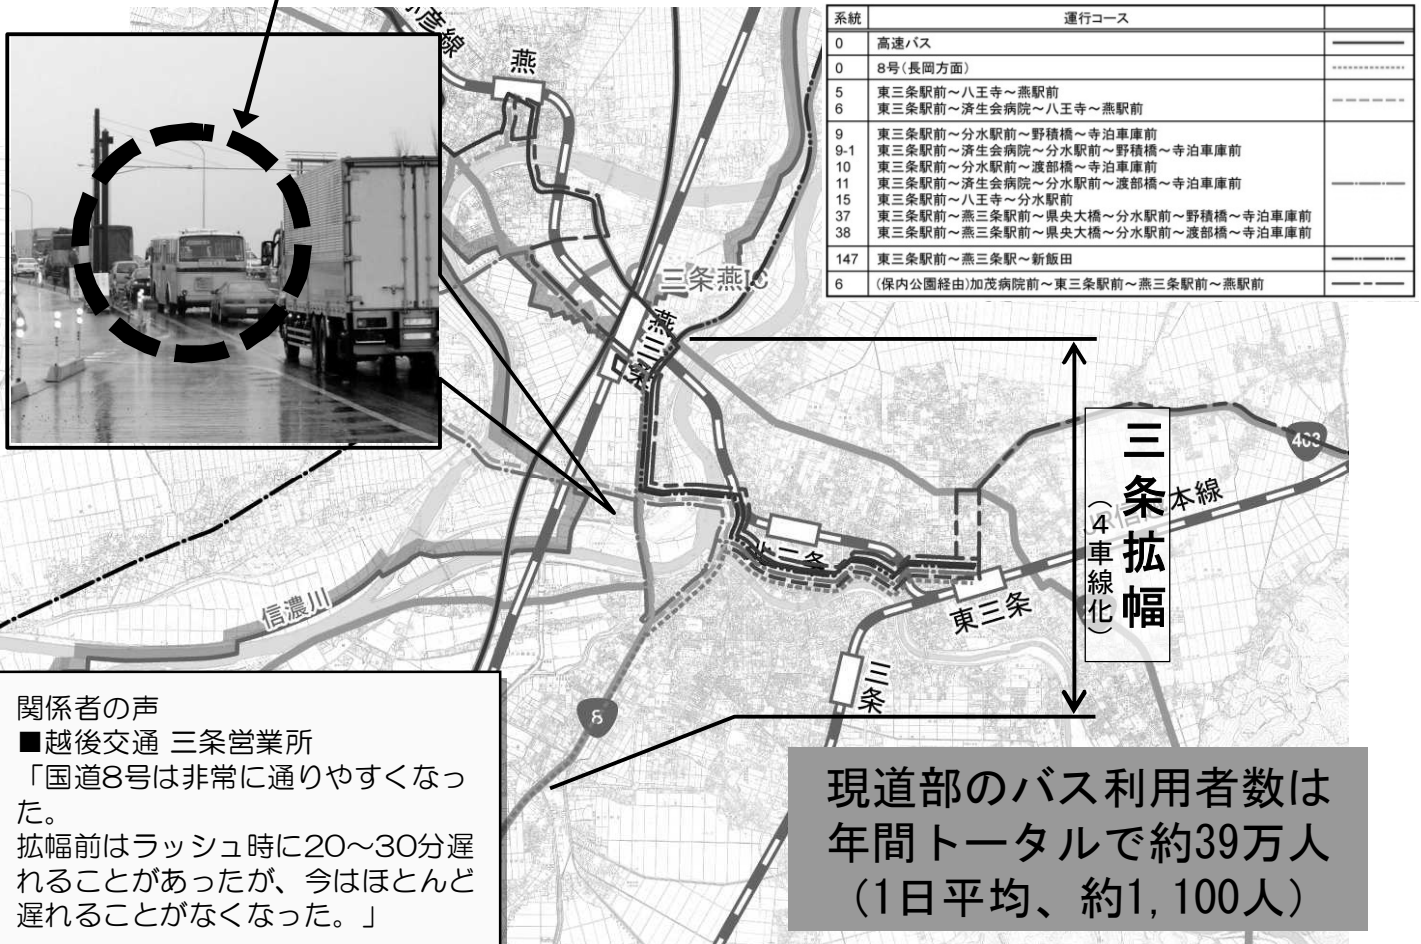 系統 運行コース
0 高速バス
0 8号(長岡方面)
5 東三条駅前～八王寺～燕駅前
6 東三条駅前～済生会病院～八王寺～燕駅前
9 東三条駅前～分水駅前～野積橋～寺泊車庫前
9-1 東三条駅前～済生会病院～分水駅前～野積橋～寺泊車庫前
10 東三条駅前～分水駅前～渡部橋～寺泊車庫前
11 東三条駅前～済生会病院～分水駅前～渡部橋～寺泊車庫前
15 東三条駅前～八王寺～分水駅前
37 東三条駅前～燕三条駅前～県央大橋～分水駅前～野積橋～寺泊車庫前
38 東三条駅前～燕三条駅前～県央大橋～分水駅前～渡部橋～寺泊車庫前
147 東三条駅前～燕三条駅～新飯田
6 (保内公園経由)加茂病院前～東三条駅前～燕三条駅前～燕駅前
彦線
燕
三条燕IC
燕三条
三条拡幅
（4車線化）
403
JR信 本線
北三条
信濃川
東三条
三条
8
関係者の声
■越後交通 三条営業所
「国道8号は非常に通りやすくなっ
た。
拡幅前はラッシュ時に20～30分遅
れることがあったが、今はほとんど
遅れることがなくなった。」
現道部のバス利用者数は
年間トータルで約39万人
（1日平均、約1,100人）